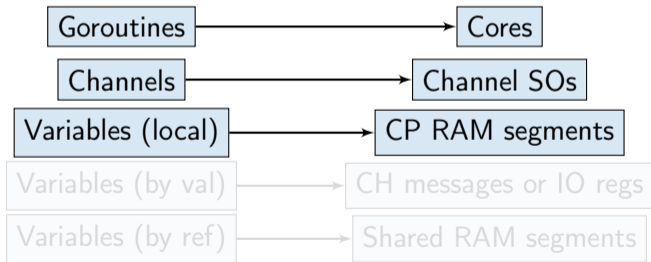 Goroutines Cores
Channels Channel SOs
Variables (local) CP RAM segments
Variables (by val) CH messages or IO regs
Variables (by ref) Shared RAM segments